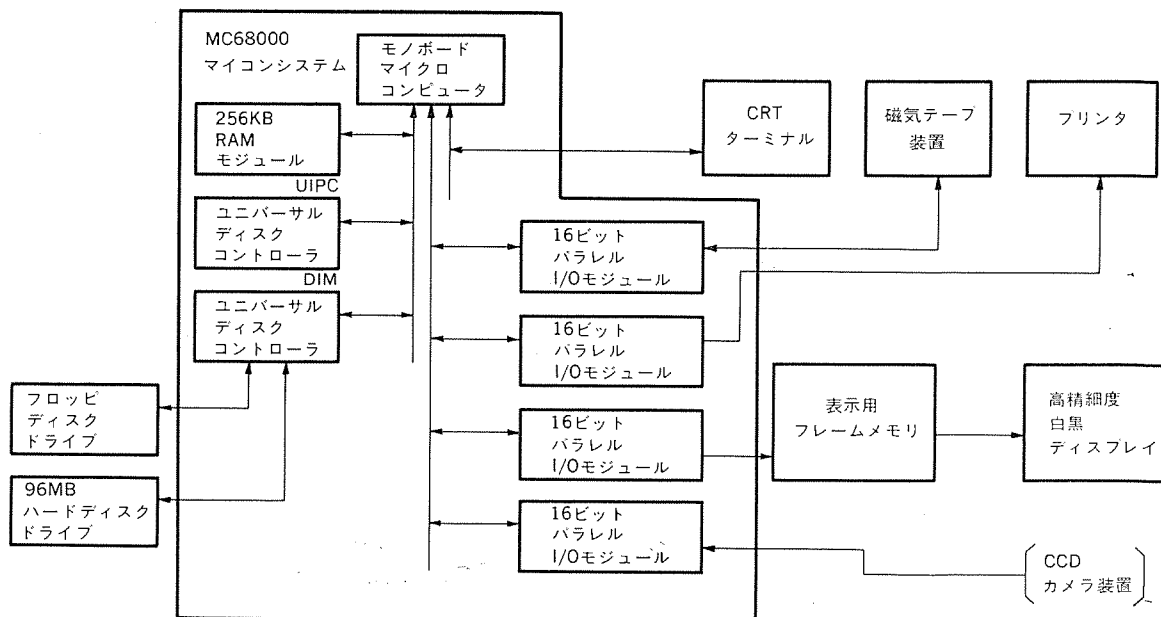 MC68000
マイコンシステム
モノボード
マイクロ
コンピュータ
256KB
RAM
モジュール
UIPC
ユニバーサル
ディスク
コントローラ
DIM
ユニバーサル
ディスク
コントローラ
フロッピ
ディスク
ドライブ
96MB
ハードディスク
ドライブ
16ビット
パラレル
I/Oモジュール
16ビット
パラレル
I/Oモジュール
16ビット
パラレル
I/Oモジュール
16ビット
パラレル
I/Oモジュール
CRT
ターミナル
磁気テープ
装置
プリンタ
表示用
フレームメモリ
高精細度
白黒
ディスプレイ
CCD
カメラ装置